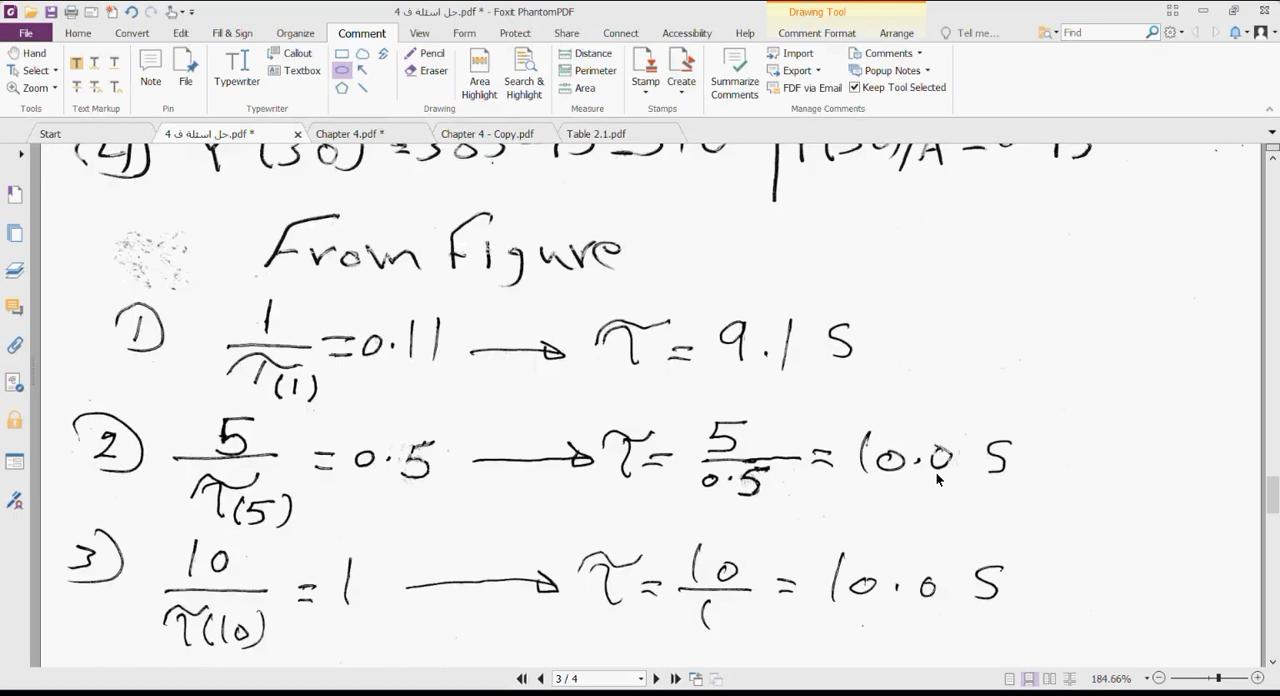 حل اسئلة ف 4.pdf * - Foxit PhantomPDF
Drawing Tool
File Home Convert Edit Fill & Sign Organize Comment View Form Protect Share Connect Accessibility Help Comment Format Arrange Tell me... Find
Hand
Select
Zoom
Tools
Text Markup
Note
File
Pin
Typewriter
Callout
Textbox
Typewriter
Pencil
Eraser
Area Highlight
Search & Highlight
Drawing
Distance
Perimeter
Area
Measure
Stamp
Create
Stamps
Summarize Comments
Import
Export
FDF via Email
Comments
Popup Notes
Keep Tool Selected
Manage Comments
Start حل اسئلة ف 4.pdf * Chapter 4.pdf * Chapter 4 - Copy.pdf Table 2.1.pdf
From Figure
1) 1/τ(1) = 0.11 → τ = 9.1 S
2) 5/τ(5) = 0.5 → τ = 5/0.5 = 10.0 S
3) 10/τ(10) = 1 → τ = 10/1 = 10.0 S
3 / 4
184.66%